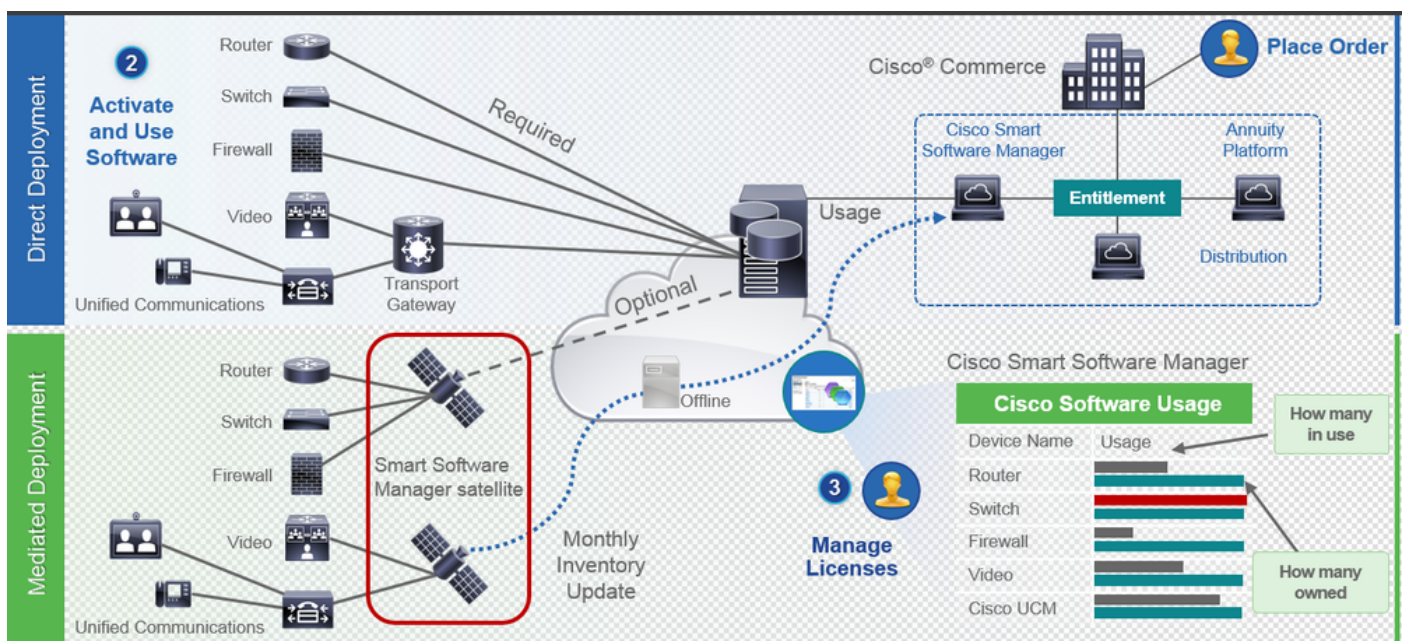 Direct Deployment
2
Activate
and Use
Software
Router
Switch
Firewall
Video
Unified Communications
Transport
Gateway
Required
Optional
Usage
Cisco® Commerce
Place Order
Cisco Smart
Software Manager
Annuity
Platform
Entitlement
Distribution
Mediated Deployment
Router
Switch
Firewall
Video
Unified Communications
Smart Software
Manager satellite
Offline
Monthly
Inventory
Update
3
Manage
Licenses
Cisco Smart Software Manager
Cisco Software Usage
Device Name Usage
Router
Switch
Firewall
Video
Cisco UCM
How many
in use
How many
owned